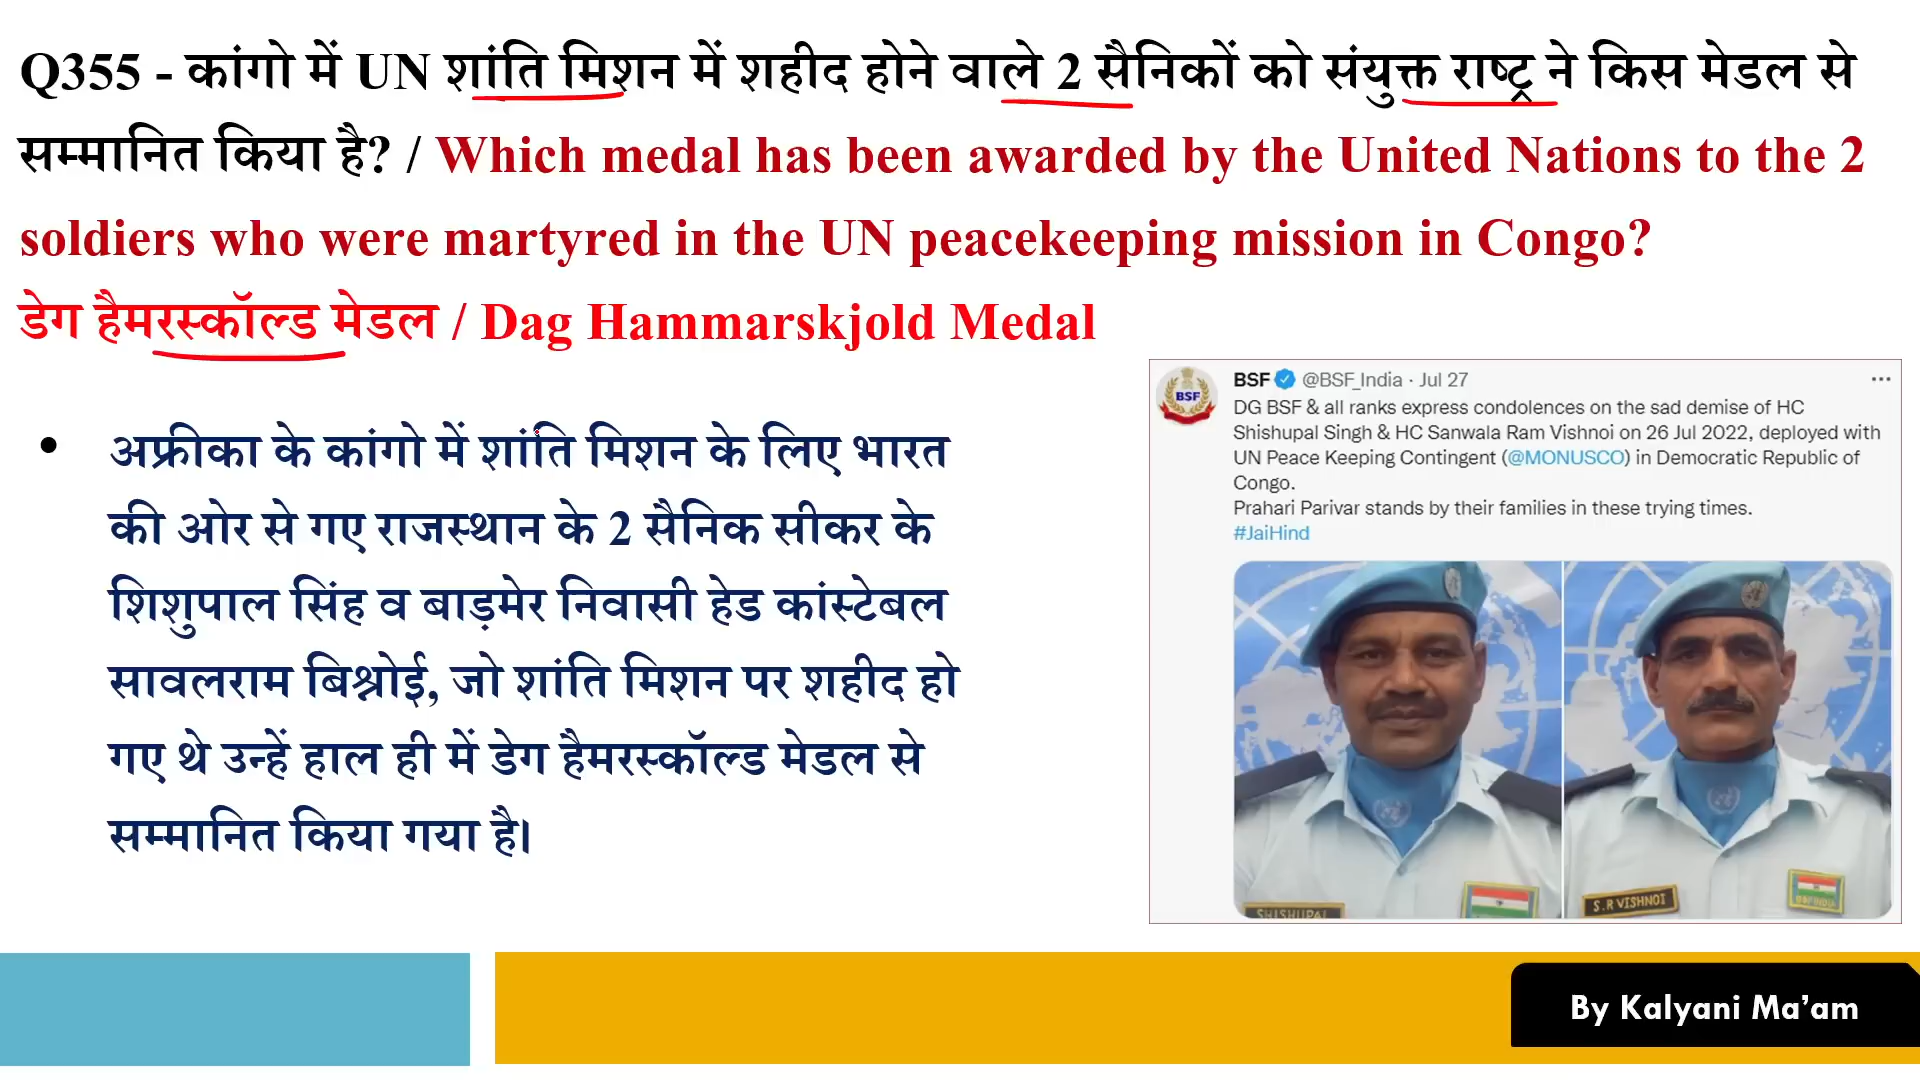 Q355 - कांगो में UN शांति मिशन में शहीद होने वाले 2 सैनिकों को संयुक्त राष्ट्र ने किस मेडल से
सम्मानित किया है? / Which medal has been awarded by the United Nations to the 2
soldiers who were martyred in the UN peacekeeping mission in Congo?
डेग हैमरस्कॉल्ड मेडल / Dag Hammarskjold Medal
• अफ्रीका के कांगो में शांति मिशन के लिए भारत
की ओर से गए राजस्थान के 2 सैनिक सीकर के
शिशुपाल सिंह व बाड़मेर निवासी हेड कांस्टेबल
सावलराम बिश्नोई, जो शांति मिशन पर शहीद हो
गए थे उन्हें हाल ही में डेग हैमरस्कॉल्ड मेडल से
सम्मानित किया गया है।
BSF
BSF @BSF_India · Jul 27
DG BSF & all ranks express condolences on the sad demise of HC
Shishupal Singh & HC Sanwala Ram Vishnoi on 26 Jul 2022, deployed with
UN Peace Keeping Contingent (@MONUSCO) in Democratic Republic of
Congo.
Prahari Parivar stands by their families in these trying times.
#JaiHind
SHISHUPAL
S.R VISHNOI
By Kalyani Ma'am